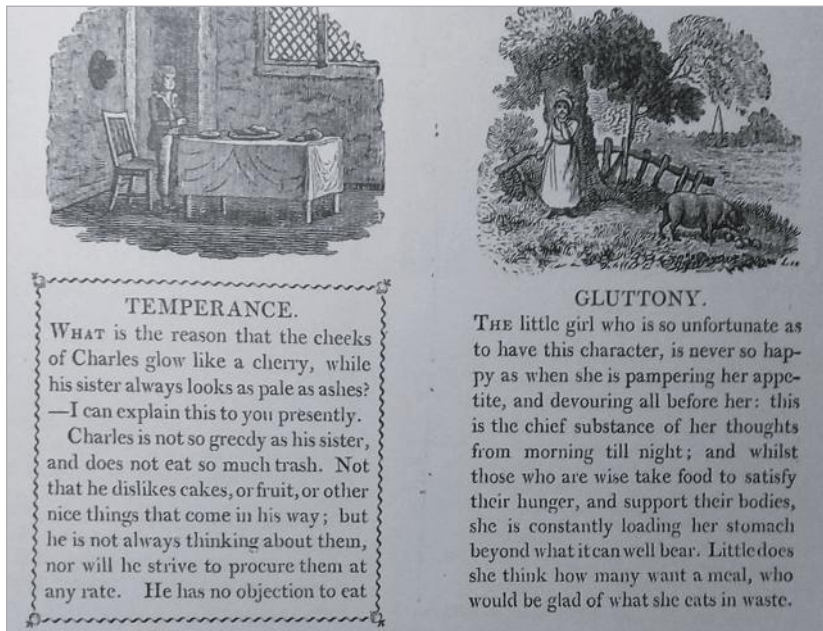 TEMPERANCE.
WHAT is the reason that the cheeks
of Charles glow like a cherry, while
his sister always looks as pale as ashes?
—I can explain this to you presently.
Charles is not so greedy as his sister,
and does not eat so much trash. Not
that he dislikes cakes, or fruit, or other
nice things that come in his way; but
he is not always thinking about them,
nor will he strive to procure them at
any rate. He has no objection to eat
GLUTTONY.
THE little girl who is so unfortunate as
to have this character, is never so hap-
py as when she is pampering her appe-
tite, and devouring all before her: this
is the chief substance of her thoughts
from morning till night; and whilst
those who are wise take food to satisfy
their hunger, and support their bodies,
she is constantly loading her stomach
beyond what it can well bear. Little does
she think how many want a meal, who
would be glad of what she eats in waste.